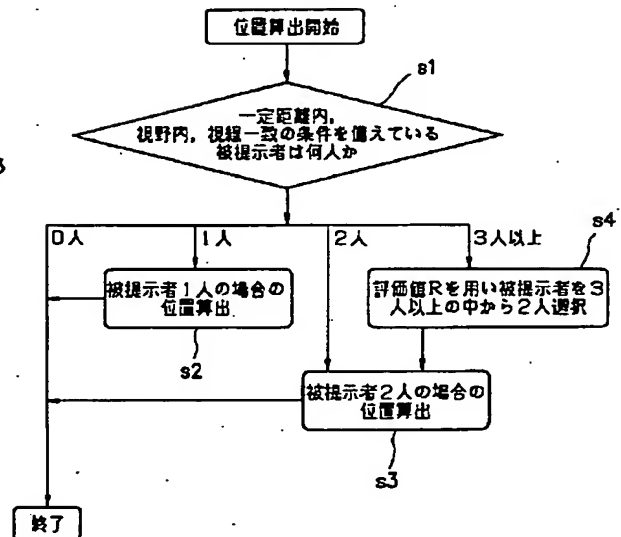 位置算出開始
s1
一定距離内,
視野内, 視線一致の条件を備えている
被提示者は何人か
0人
1人
2人
3人以上
s4
被提示者1人の場合の
位置算出
評価値Rを用い被提示者を3
人以上の中から2人選択
s2
被提示者2人の場合の
位置算出
s3
終了